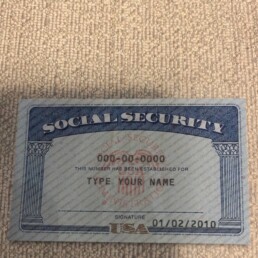 SOCIAL SECURITY
000-00-0000
THIS NUMBER HAS BEEN ESTABLISHED FOR
TYPE YOUR NAME
SIGNATURE
USA
01/02/2010